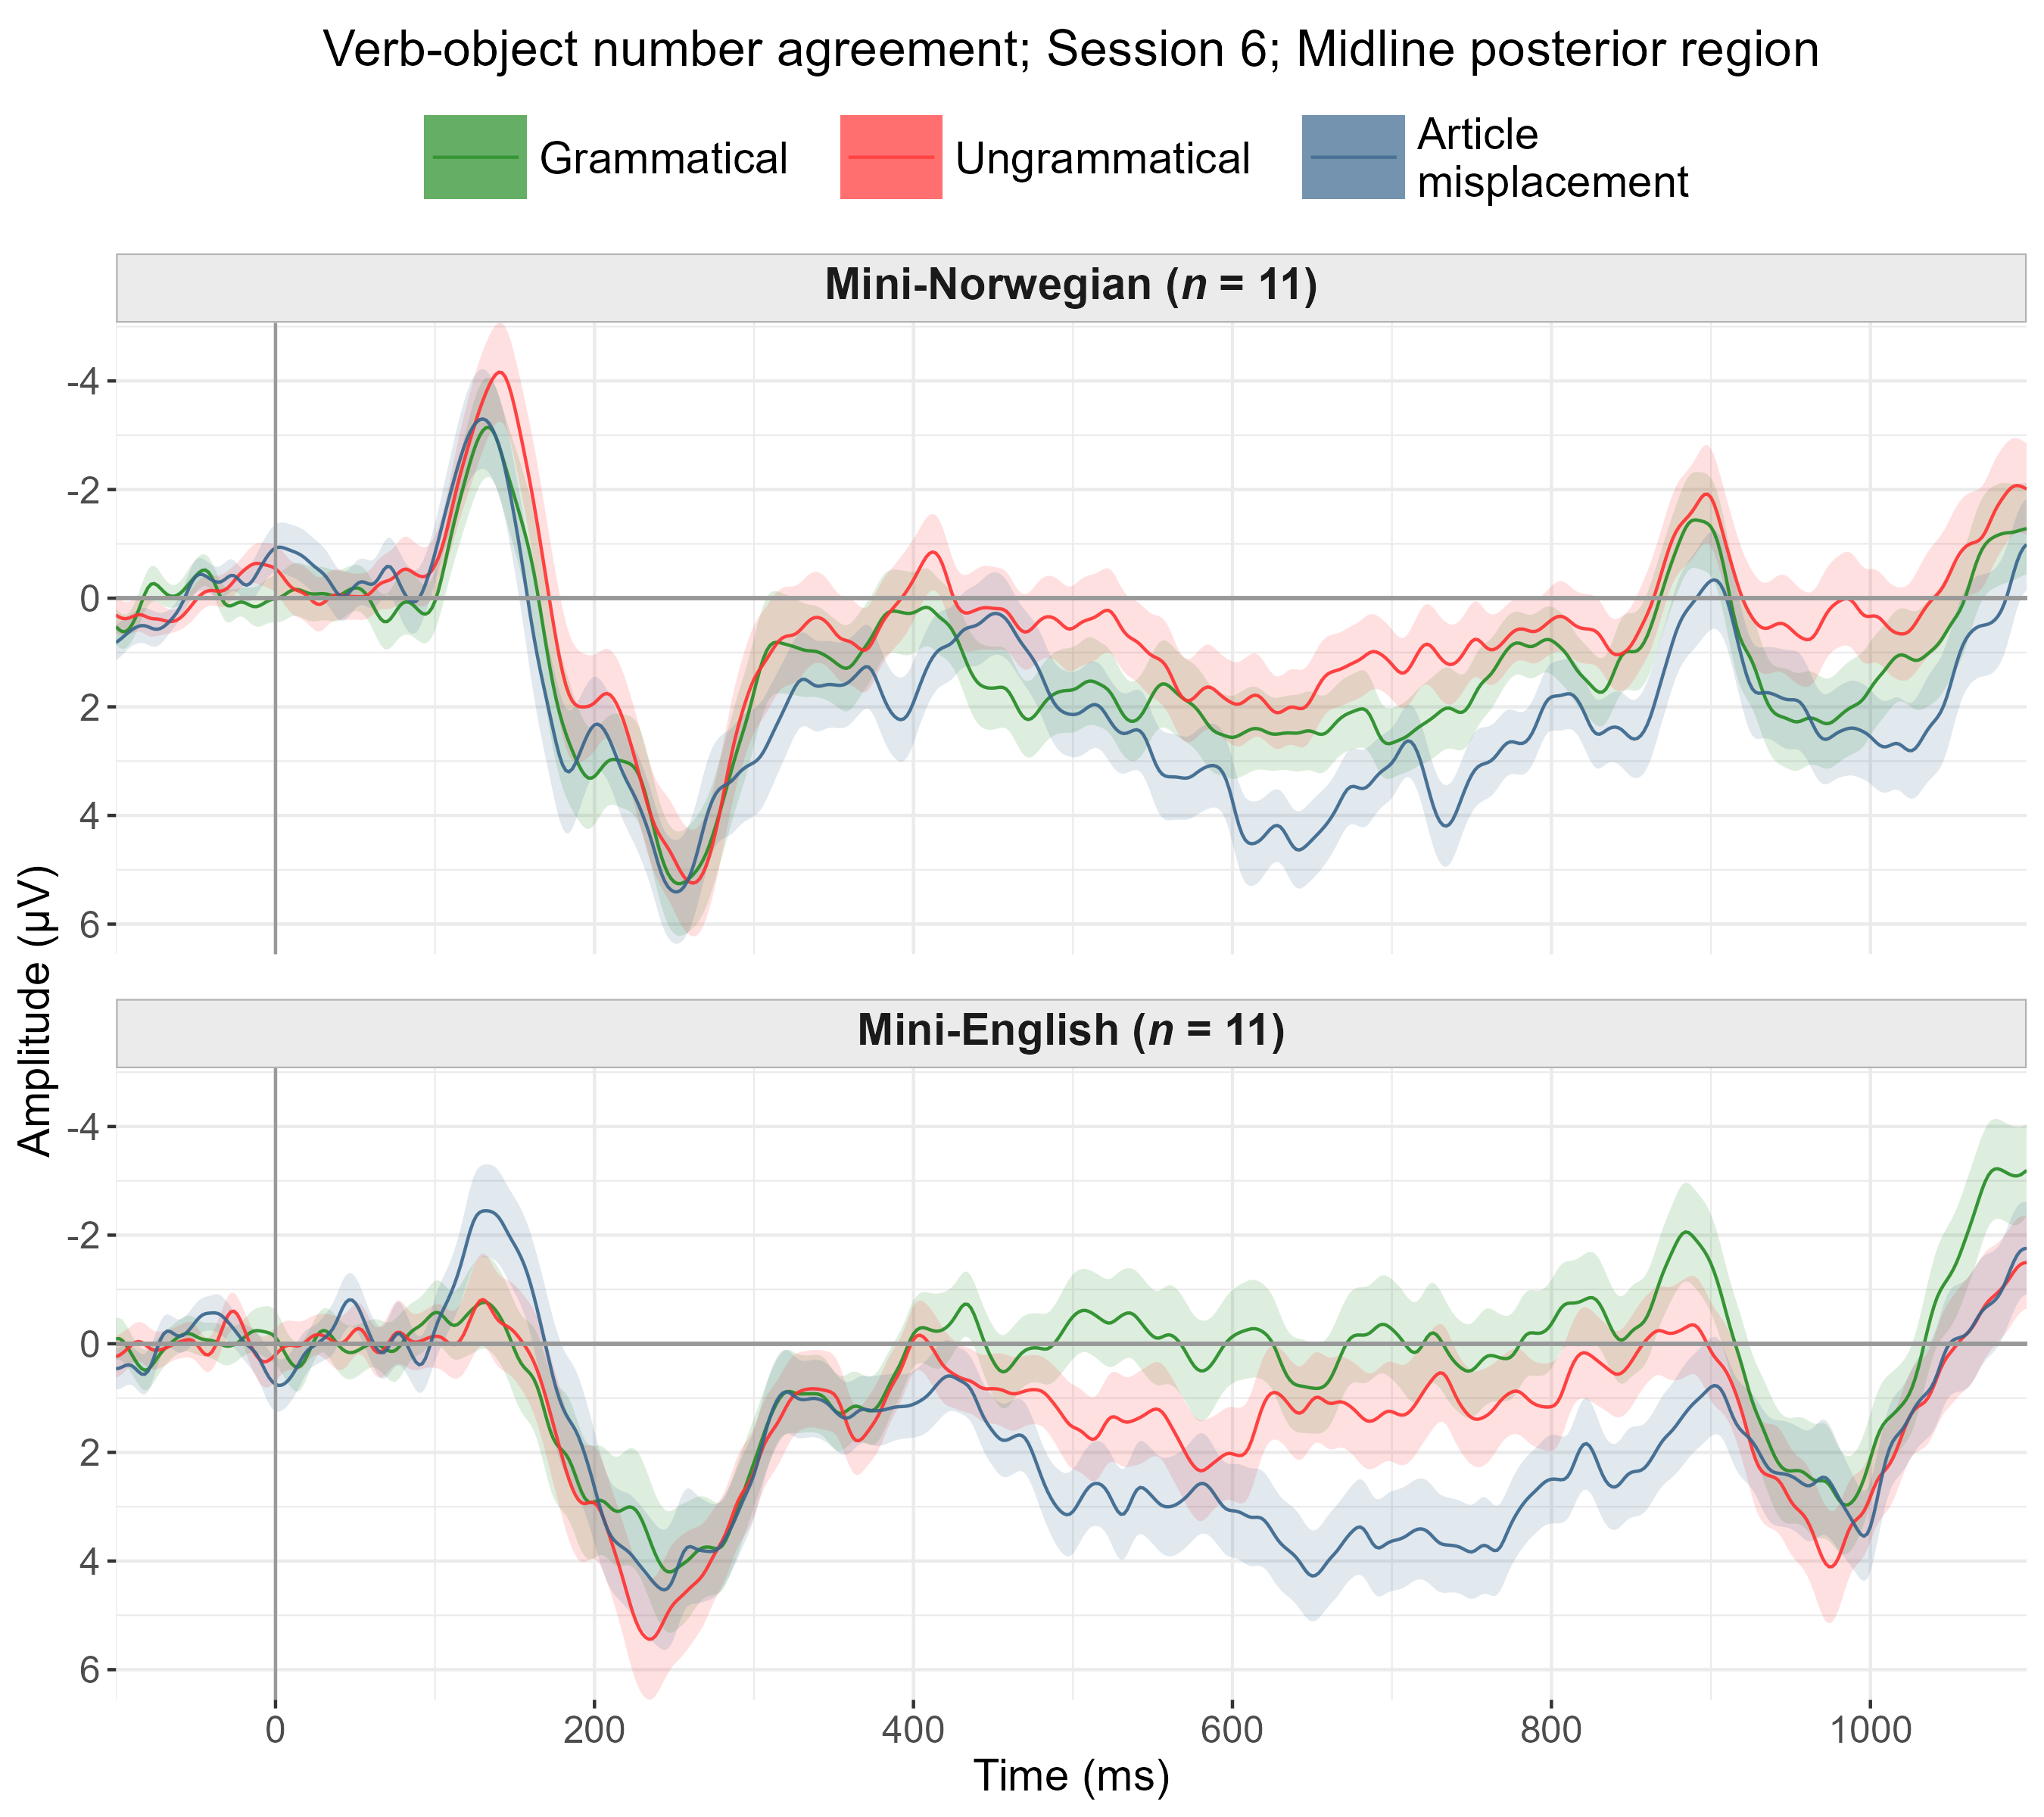 Verb-object number agreement; Session 6; Midline posterior region
Grammatical
Ungrammatical
Article
misplacement
Mini-Norwegian (n = 11)
-4
-2
0
2
4
6
Mini-English (n = 11)
-4
-2
0
2
4
6
Amplitude (µV)
0 200 400 600 800 1000
Time (ms)